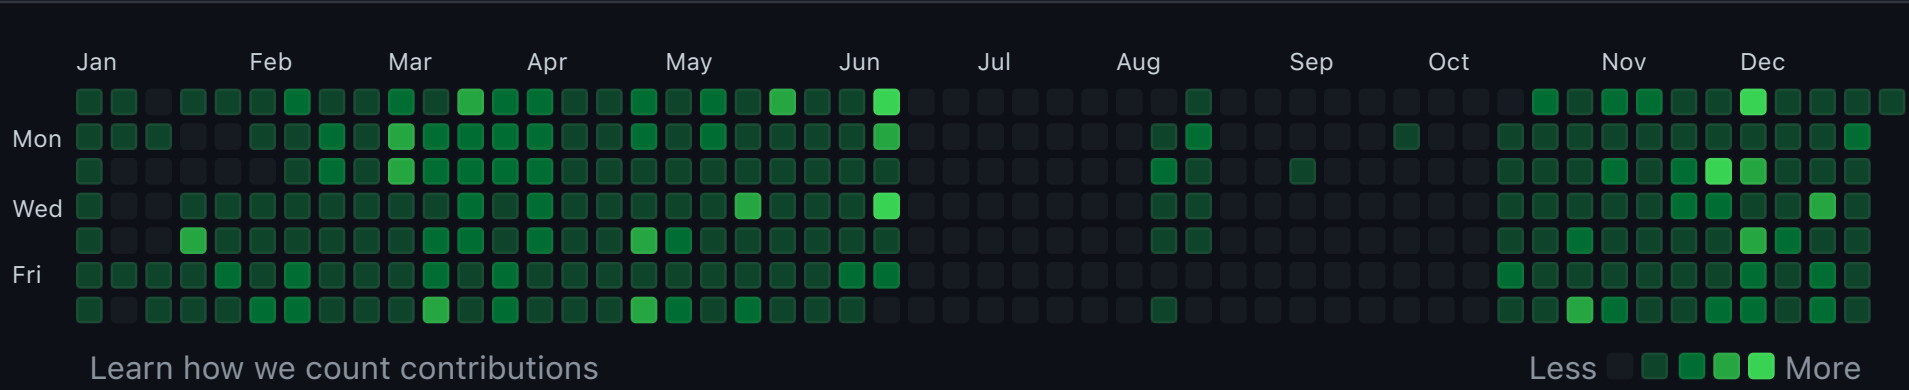 Jan Feb Mar Apr May Jun Jul Aug Sep Oct Nov Dec
Mon
Wed
Fri
Learn how we count contributions Less More